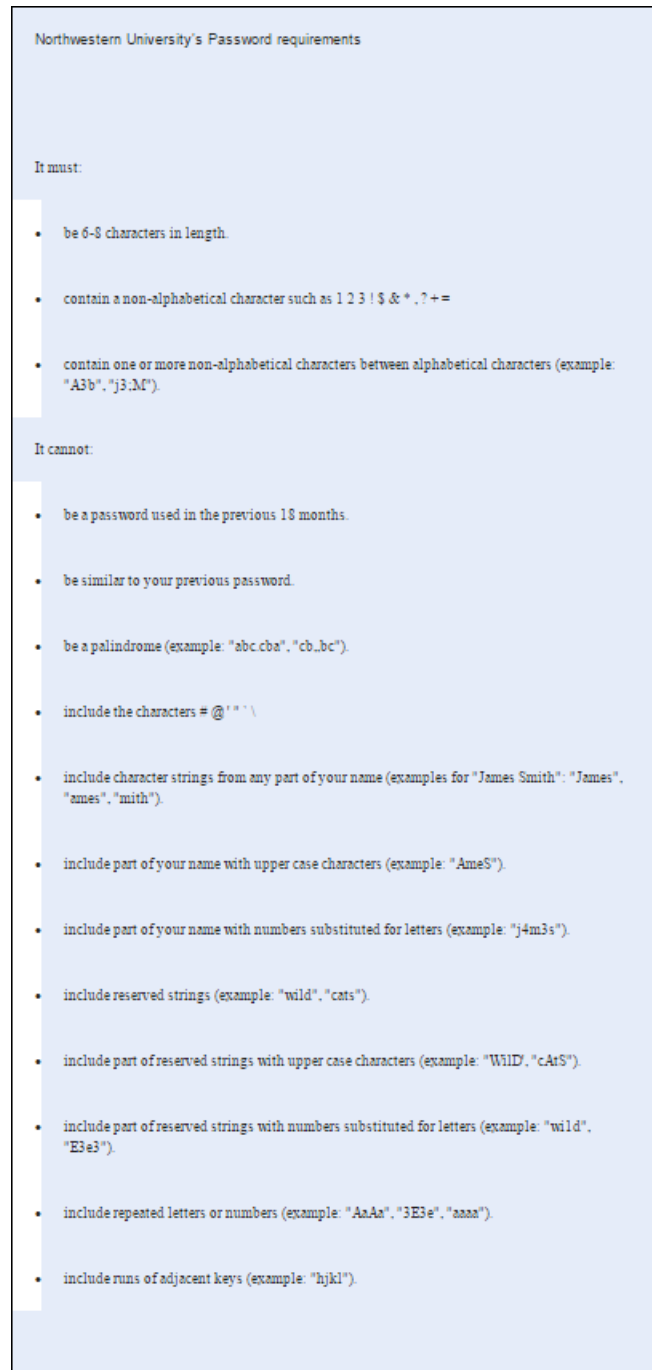 Northwestern University's Password requirements
It must:
• be 6-8 characters in length.
• contain a non-alphabetical character such as 1 2 3 ! $ & * , ? + =
• contain one or more non-alphabetical characters between alphabetical characters (example:
"A3b", "j3;M").
It cannot:
• be a password used in the previous 18 months.
• be similar to your previous password.
• be a palindrome (example: "abc.cba", "cb,,bc").
• include the characters # @ ' " ` \
• include character strings from any part of your name (examples for "James Smith": "James",
"ames", "mith").
• include part of your name with upper case characters (example: "AmeS").
• include part of your name with numbers substituted for letters (example: "j4m3s").
• include reserved strings (example: "wild", "cats").
• include part of reserved strings with upper case characters (example: "WilD', "cAtS").
• include part of reserved strings with numbers substituted for letters (example: "wi1d",
"E3e3").
• include repeated letters or numbers (example: "AaAa", "3E3e", "aaaa").
• include runs of adjacent keys (example: "hjkl").